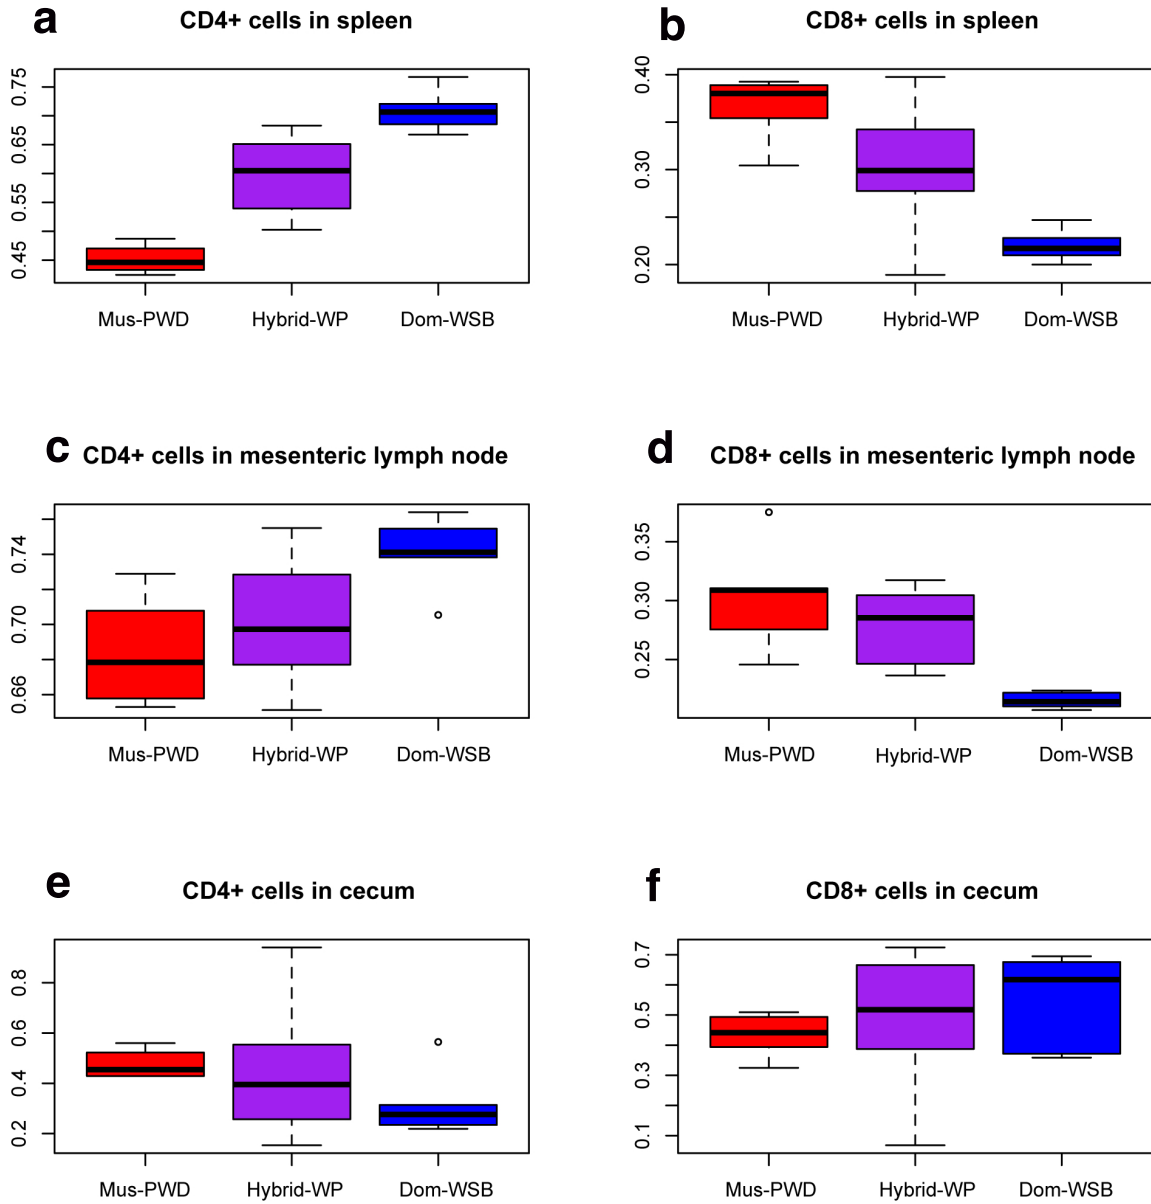 a CD4+ cells in spleen
0.75
0.65
0.55
0.45
Mus-PWD Hybrid-WP Dom-WSB
b CD8+ cells in spleen
0.40
0.30
0.20
Mus-PWD Hybrid-WP Dom-WSB
c CD4+ cells in mesenteric lymph node
0.74
0.70
0.66
Mus-PWD Hybrid-WP Dom-WSB
d CD8+ cells in mesenteric lymph node
0.35
0.30
0.25
Mus-PWD Hybrid-WP Dom-WSB
e CD4+ cells in cecum
0.8
0.6
0.4
0.2
Mus-PWD Hybrid-WP Dom-WSB
f CD8+ cells in cecum
0.7
0.5
0.3
0.1
Mus-PWD Hybrid-WP Dom-WSB